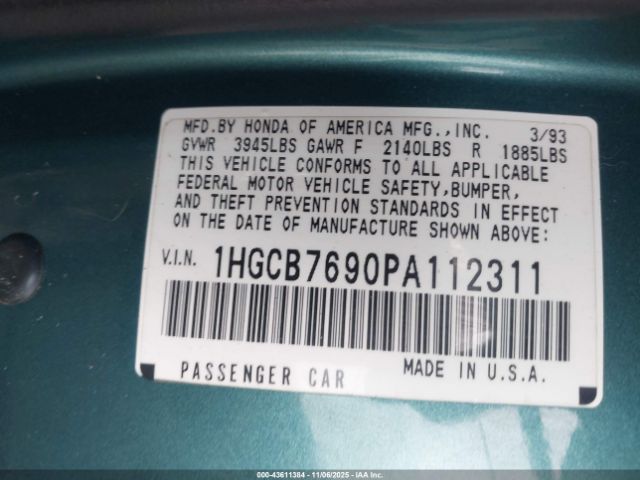 MFD.BY HONDA OF AMERICA MFG.,INC. 3/93
GVWR 3945LBS GAWR F 2140LBS R 1885LBS
THIS VEHICLE CONFORMS TO ALL APPLICABLE
FEDERAL MOTOR VEHICLE SAFETY,BUMPER,
AND THEFT PREVENTION STANDARDS IN EFFECT
ON THE DATE OF MANUFACTURE SHOWN ABOVE:
V.I.N. 1HGCB7690PA112311
PASSENGER CAR MADE IN U.S.A.
000-43611384 - 11/06/2025 - IAA Inc.